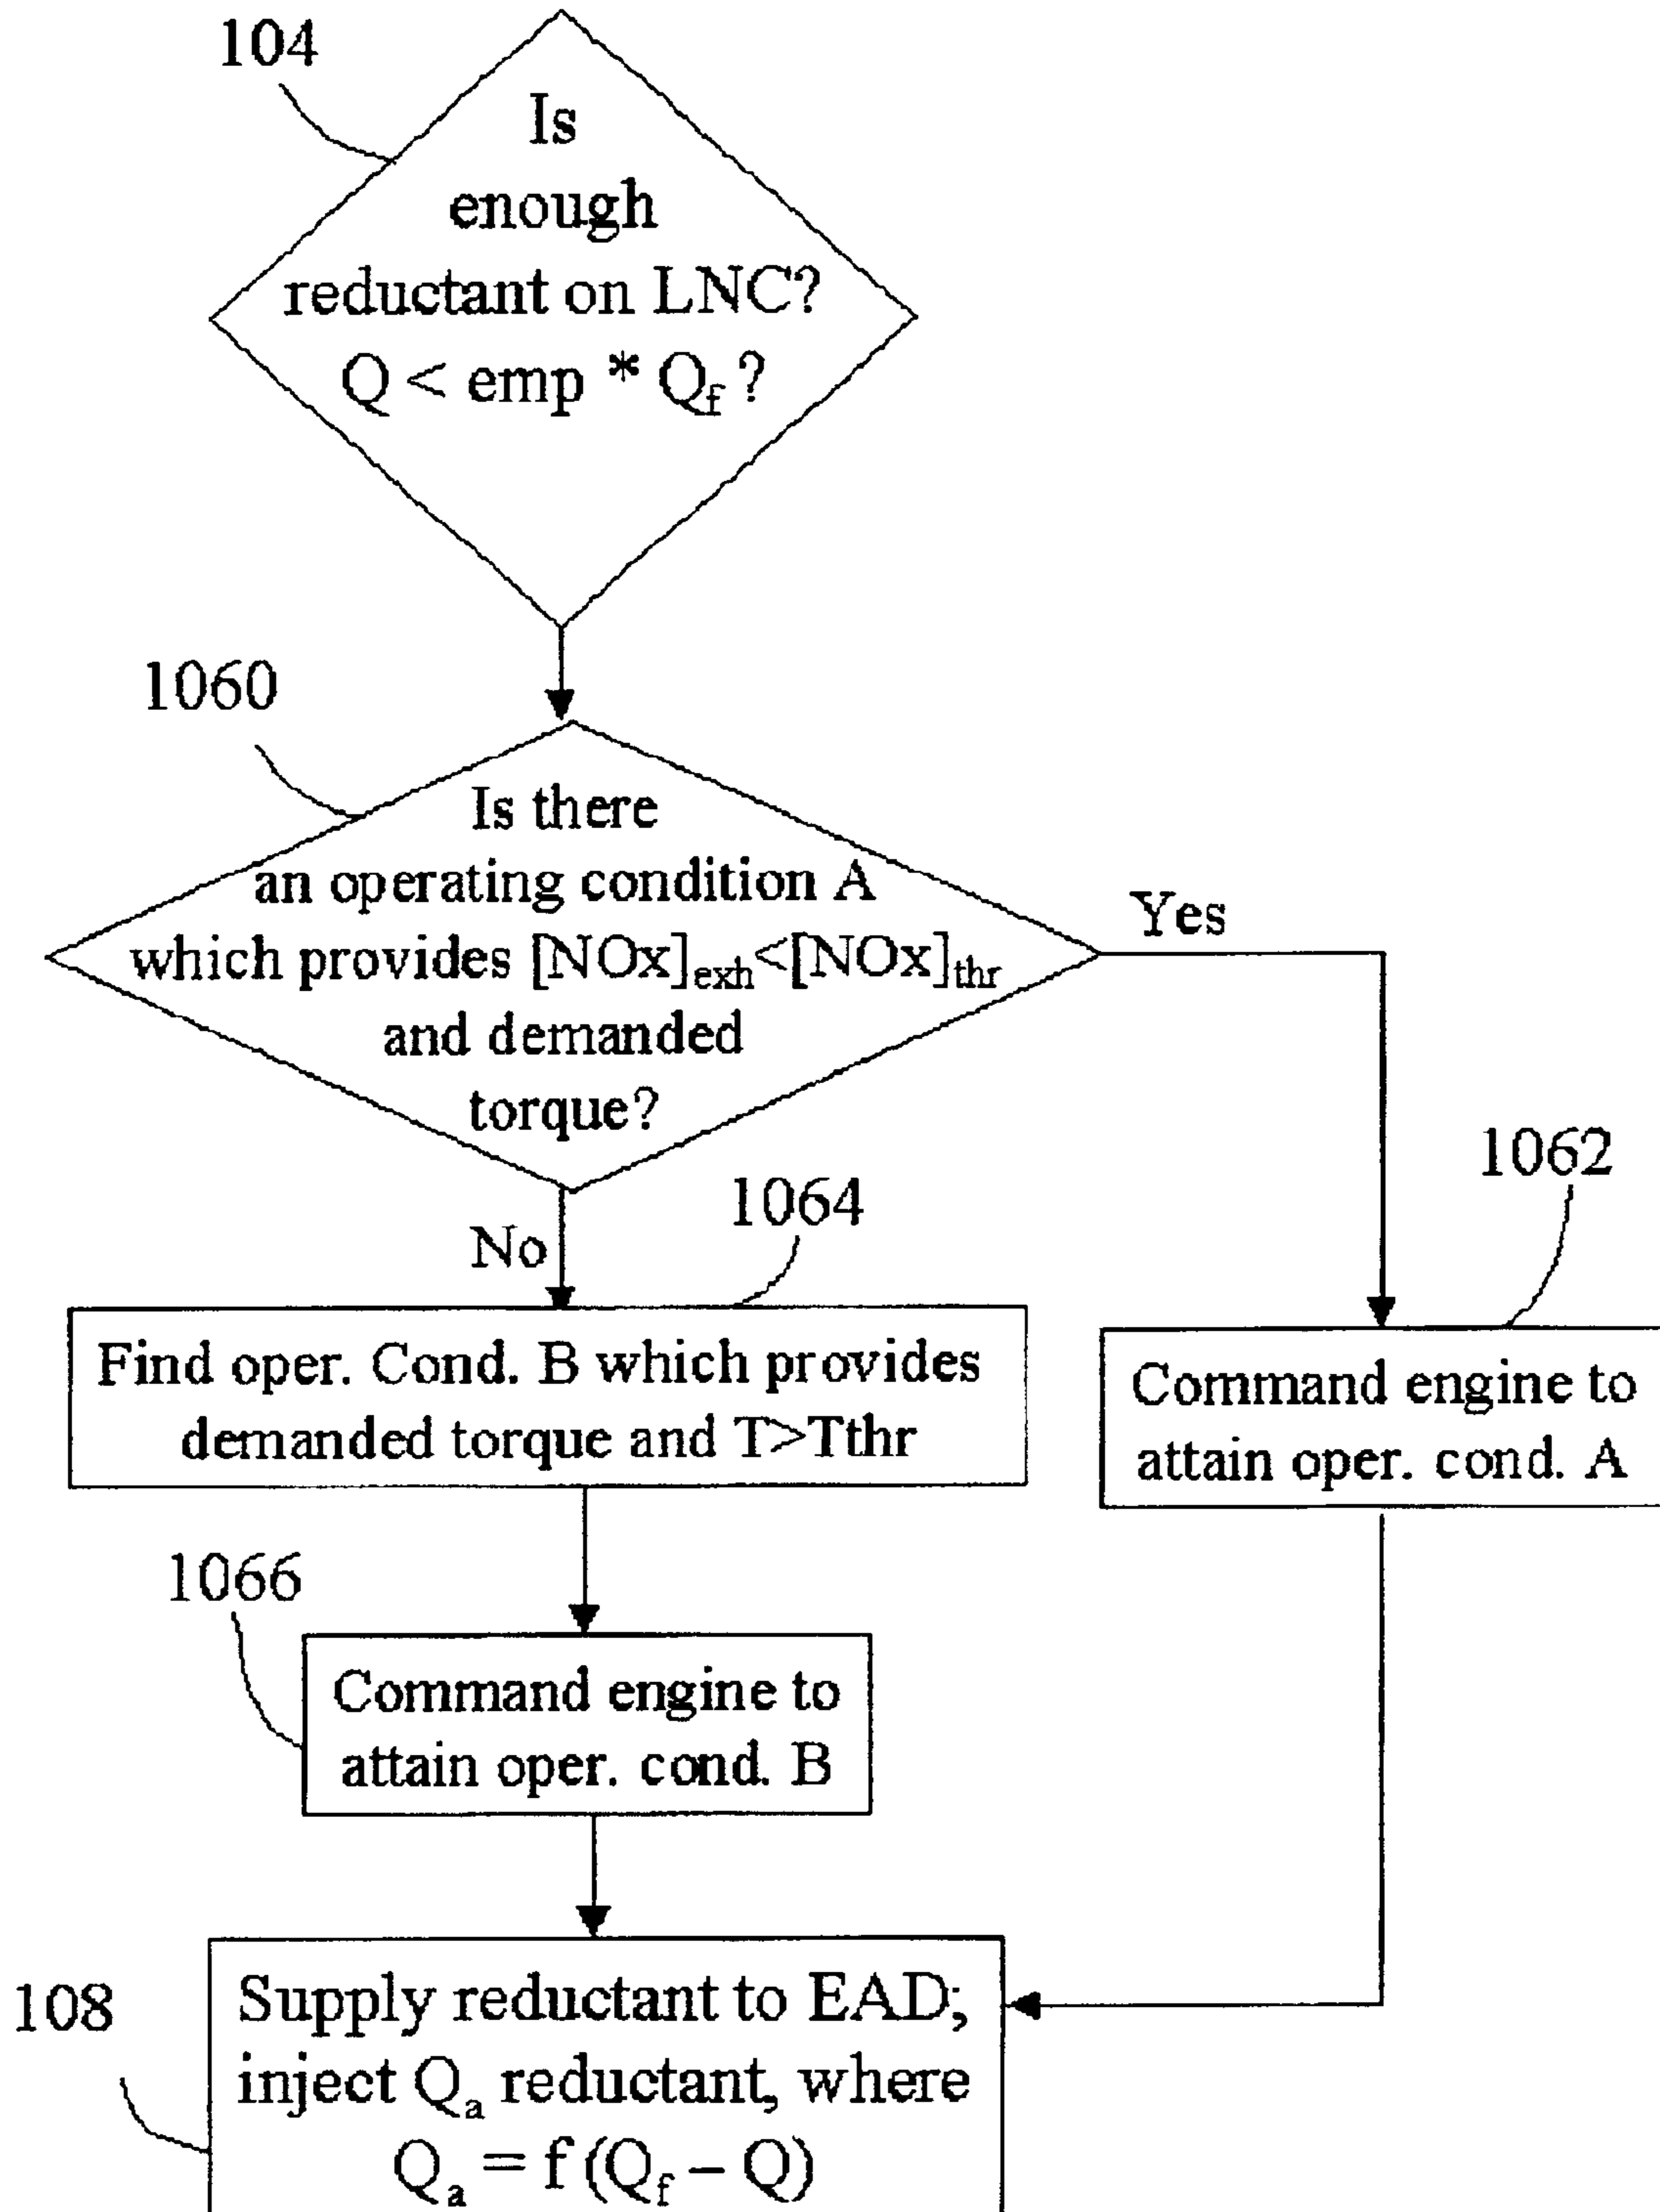 104
Is
enough
reductant on LNC?
Q < emp * Qf ?
1060
Is there
an operating condition A
which provides [NOx]exh<[NOx]thr
and demanded
torque?
Yes
No
1064
1062
Find oper. Cond. B which provides
demanded torque and T>Tthr
Command engine to
attain oper. cond. A
1066
Command engine to
attain oper. cond. B
108
Supply reductant to EAD;
inject Qa reductant, where
Qa = f (Qf – Q)